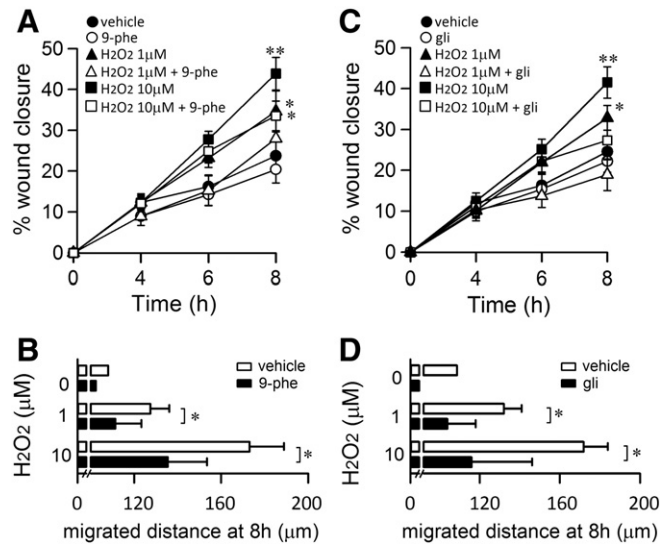 A
vehicle
9-phe
H2O2 1μM
H2O2 1μM + 9-phe
H2O2 10μM
H2O2 10μM + 9-phe
% wound closure
50
40
30
20
10
0
**
*
*
0 4 6 8
Time (h)
C
vehicle
gli
H2O2 1μM
H2O2 1μM + gli
H2O2 10μM
H2O2 10μM + gli
% wound closure
50
40
30
20
10
0
**
*
0 4 6 8
Time (h)
B
vehicle
9-phe
H2O2 (μM)
0
1
10
*
*
0 120 160 200
migrated distance at 8h (μm)
D
vehicle
gli
H2O2 (μM)
0
1
10
*
*
0 120 160 200
migrated distance at 8h (μm)